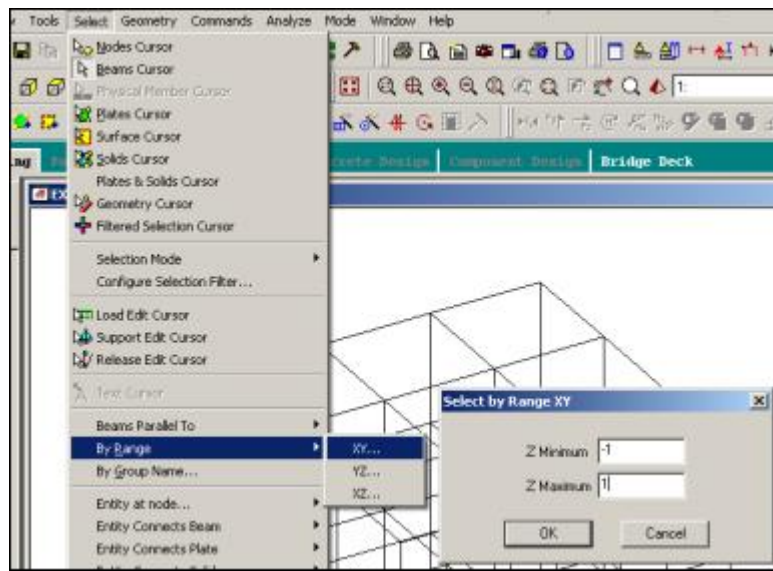 Tools Select Geometry Commands Analyze Mode Window Help
Nodes Cursor
Beams Cursor
Physical Member Cursor
Plates Cursor
Surface Cursor
Solids Cursor
Plates & Solids Cursor
Geometry Cursor
Filtered Selection Cursor
Selection Mode
Configure Selection Filter...
Load Edit Cursor
Support Edit Cursor
Release Edit Cursor
Text Cursor
Beams Parallel To
By Range
By Group Name...
Entity at node...
Entity Connects Beam
Entity Connects Plate
XY...
YZ...
XZ...
1:
Design
Component Design
Bridge Deck
Select by Range XY
Z Minimum -1
Z Maximum 1
OK Cancel